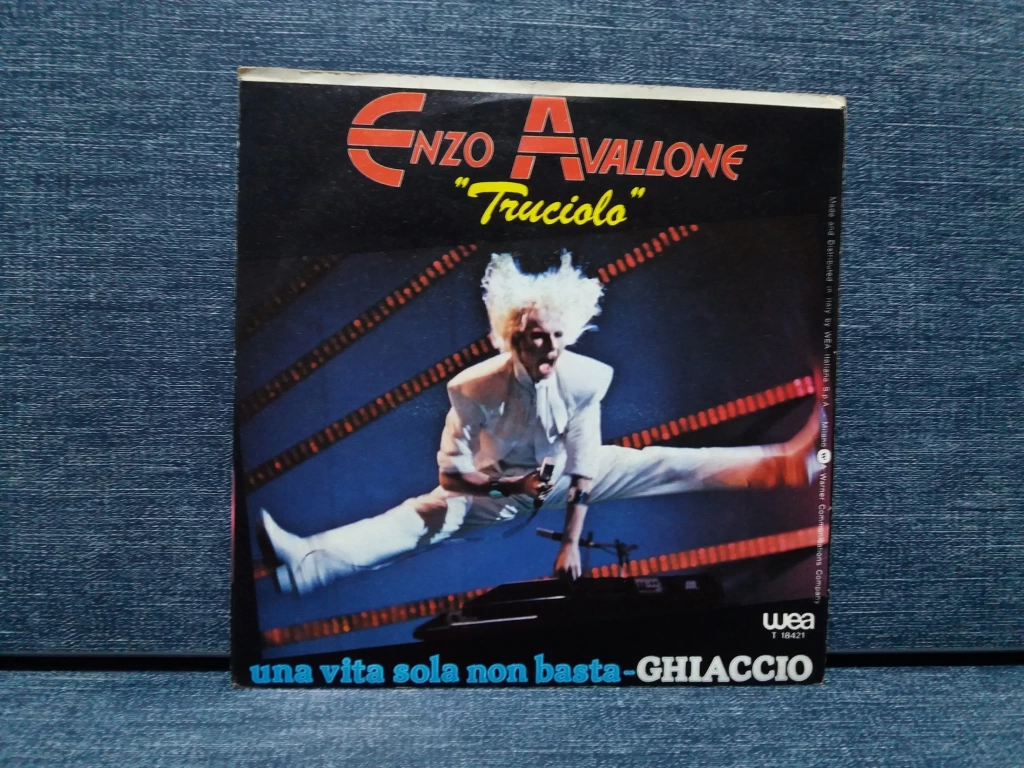 ENZO AVALLONE
"Truciolo"
Made and Distributed in Italy by WEA Italiana S.p.A. - Milano W A Warner Communications Company
wea
T 18421
una vita sola non basta-GHIACCIO